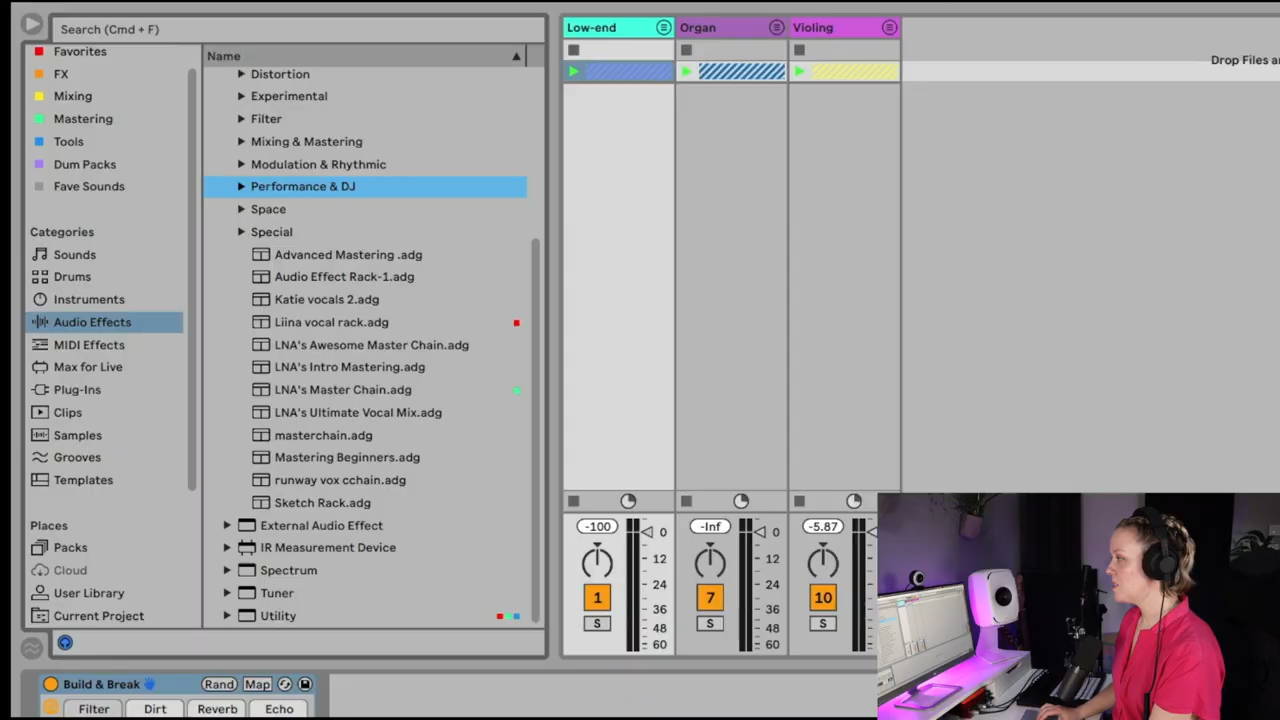 Search (Cmd + F)
Favorites
FX
Mixing
Mastering
Tools
Dum Packs
Fave Sounds
Categories
Sounds
Drums
Instruments
Audio Effects
MIDI Effects
Max for Live
Plug-Ins
Clips
Samples
Grooves
Templates
Places
Packs
Cloud
User Library
Current Project
Name
Distortion
Experimental
Filter
Mixing & Mastering
Modulation & Rhythmic
Performance & DJ
Space
Special
Advanced Mastering .adg
Audio Effect Rack-1.adg
Katie vocals 2.adg
Liina vocal rack.adg
LNA's Awesome Master Chain.adg
LNA's Intro Mastering.adg
LNA's Master Chain.adg
LNA's Ultimate Vocal Mix.adg
masterchain.adg
Mastering Beginners.adg
runway vox cchain.adg
Sketch Rack.adg
External Audio Effect
IR Measurement Device
Spectrum
Tuner
Utility
Low-end Organ Violing
Drop Files a
-100 -Inf -5.87
0 0
12 12
24 24
1 7 10
36 36
S S S
48 48
60 60
Build & Break Rand Map
Filter Dirt Reverb Echo